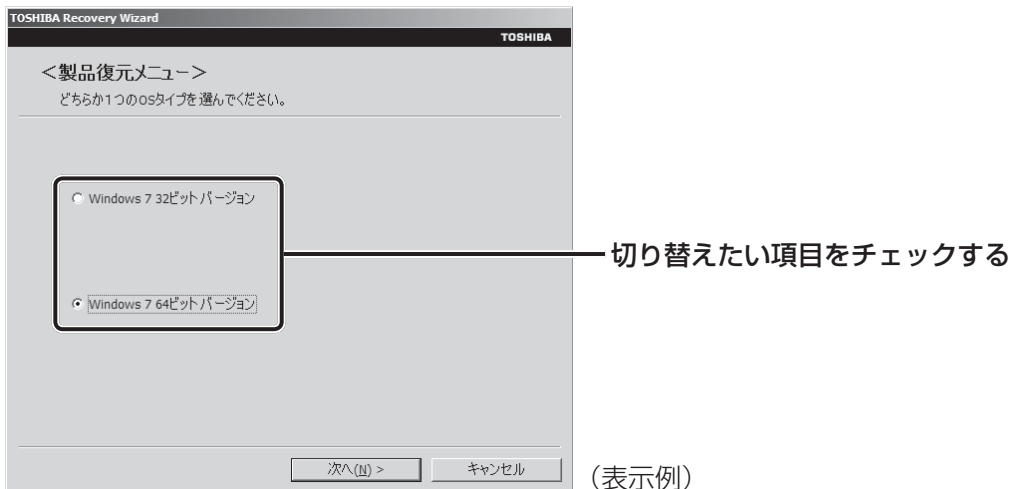 TOSHIBA Recovery Wizard
TOSHIBA
＜製品復元メニュー＞
どちらか1つのOSタイプを選んでください。
Windows 7 32ビットバージョン
切り替えたい項目をチェックする
Windows 7 64ビットバージョン
次へ(N) >
キャンセル
（表示例）